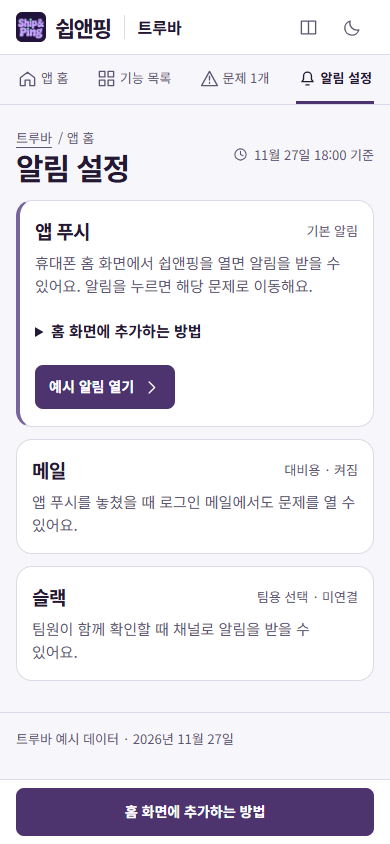 Ship&
Ping
쉽앤핑
트루바
앱 홈
기능 목록
문제 1개
알림 설정
트루바 / 앱 홈
알림 설정
11월 27일 18:00 기준
앱 푸시
기본 알림
휴대폰 홈 화면에서 쉽앤핑을 열면 알림을 받을 수
있어요. 알림을 누르면 해당 문제로 이동해요.
▶ 홈 화면에 추가하는 방법
예시 알림 열기
메일
대비용 · 켜짐
앱 푸시를 놓쳤을 때 로그인 메일에서도 문제를 열 수
있어요.
슬랙
팀용 선택 · 미연결
팀원이 함께 확인할 때 채널로 알림을 받을 수
있어요.
트루바 예시 데이터 · 2026년 11월 27일
홈 화면에 추가하는 방법